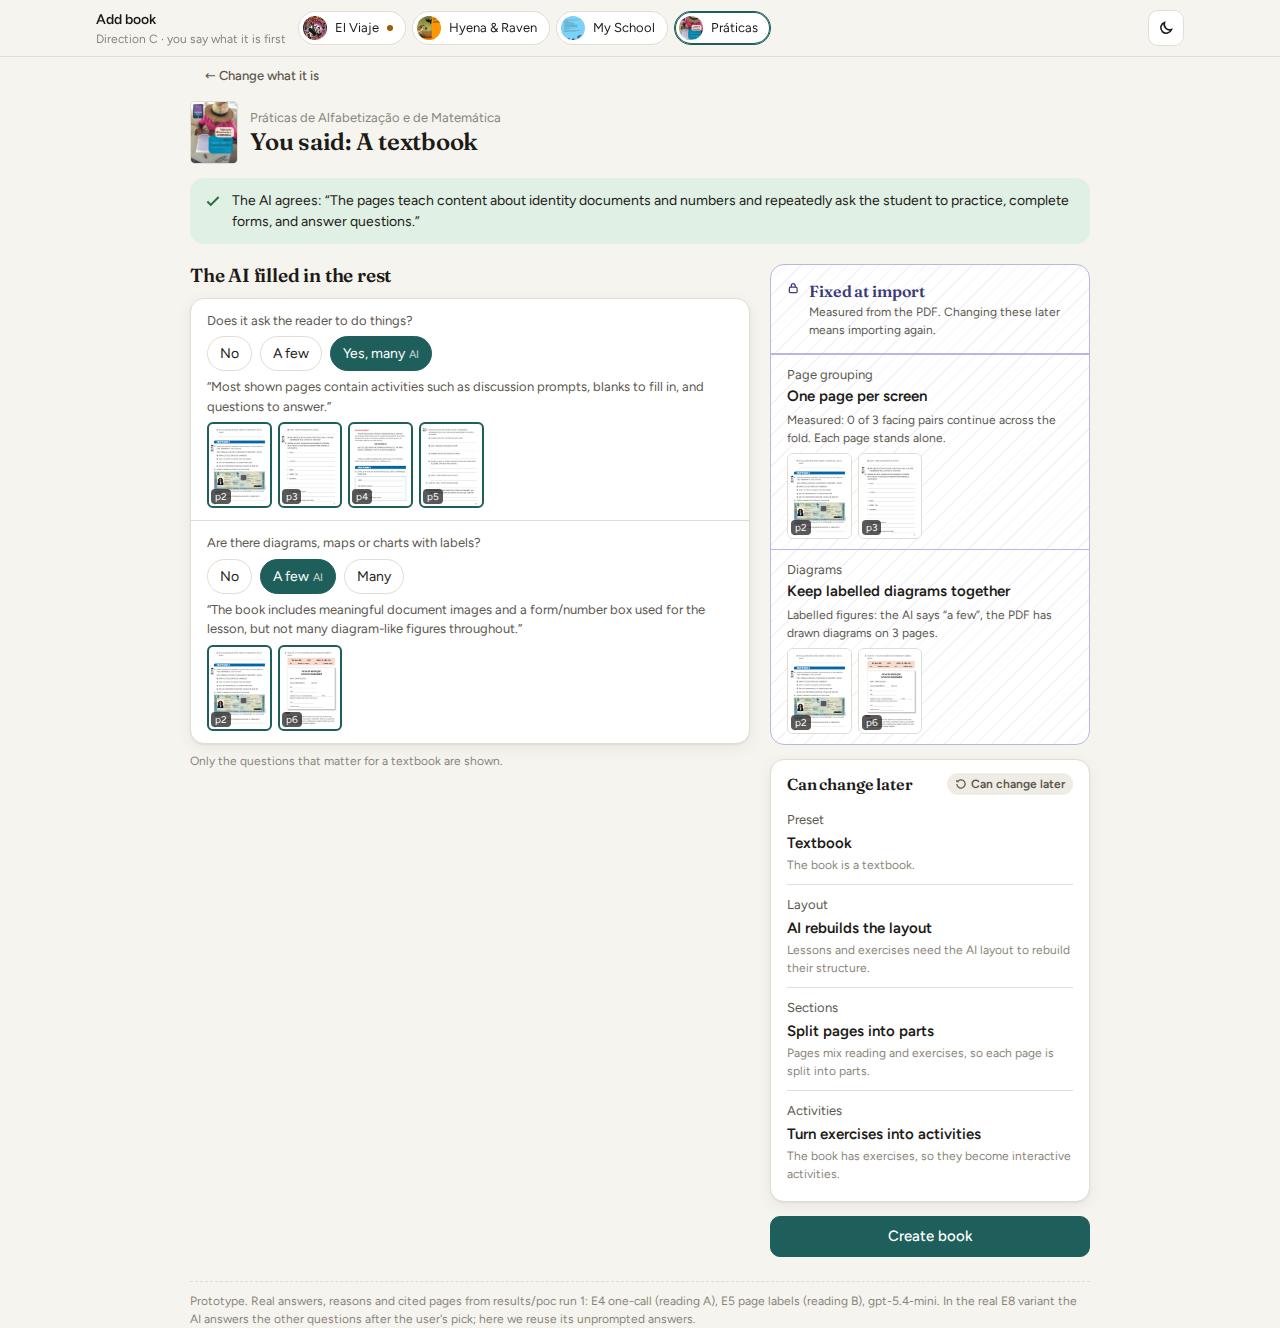 Add book
Direction C · you say what it is first
El Viaje
Hyena & Raven
My School
Práticas
← Change what it is
Práticas de Alfabetização e de Matemática
You said: A textbook
The AI agrees: “The pages teach content about identity documents and numbers and repeatedly ask the student to practice, complete
forms, and answer questions.”
The AI filled in the rest
Does it ask the reader to do things?
No
A few
Yes, many AI
“Most shown pages contain activities such as discussion prompts, blanks to fill in, and
questions to answer.”
p2
p3
p4
p5
Are there diagrams, maps or charts with labels?
No
A few AI
Many
“The book includes meaningful document images and a form/number box used for the
lesson, but not many diagram-like figures throughout.”
p2
p6
Only the questions that matter for a textbook are shown.
Fixed at import
Measured from the PDF. Changing these later
means importing again.
Page grouping
One page per screen
Measured: 0 of 3 facing pairs continue across the
fold. Each page stands alone.
p2
p3
Diagrams
Keep labelled diagrams together
Labelled figures: the AI says “a few”, the PDF has
drawn diagrams on 3 pages.
p2
p6
Can change later
Can change later
Preset
Textbook
The book is a textbook.
Layout
AI rebuilds the layout
Lessons and exercises need the AI layout to rebuild
their structure.
Sections
Split pages into parts
Pages mix reading and exercises, so each page is
split into parts.
Activities
Turn exercises into activities
The book has exercises, so they become interactive
activities.
Create book
Prototype. Real answers, reasons and cited pages from results/poc run 1: E4 one-call (reading A), E5 page labels (reading B), gpt-5.4-mini. In the real E8 variant the
AI answers the other questions after the user's pick; here we reuse its unprompted answers.